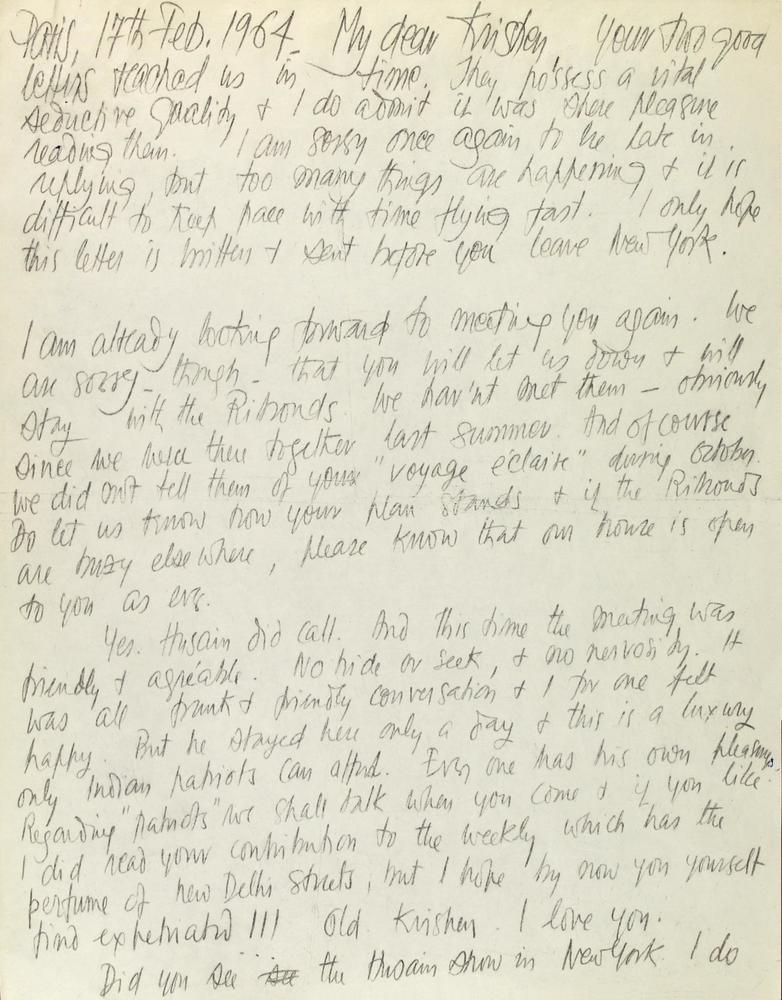 Paris, 17th Feb. 1964_ My dear Krishen, your two good
letters reached us in time. They possess a vital
seductive quality & I do admit it was shere pleasure
reading them. I am sorry once again to be late in
replying, but too many things are happening & it is
difficult to keep pace with time flying fast. I only hope
this letter is written & sent before you leave New York.
I am already looking forward to meeting you again. We
are sorry - though - that you will let us down & will
stay with the Riboud's. We hav'nt met them - obviously
since we were there together last summer. And of course
we did not tell them of your "voyage éclair" during october.
Do let us know how your plan stands & if the Ribouds
are buzy elsewhere, please know that our house is open
to you as ever.
Yes. Husain did call. And this time the meeting was
friendly & agréable. No hide or seek, & no nervosity. It
was all frank & friendly conversation & I for one felt
happy. But he stayed here only a day & this is a luxury
only Indian patriots can afford. Every one has his own pleasures.
Regarding "patriots" we shall talk when you come & if you like.
I did read your contribution to the weekly which has the
perfume of new Delhi streets, but I hope by now you yourself
find expatriated !!! Old Krishen. I love you.
Did you see the Husain show in New York. I do